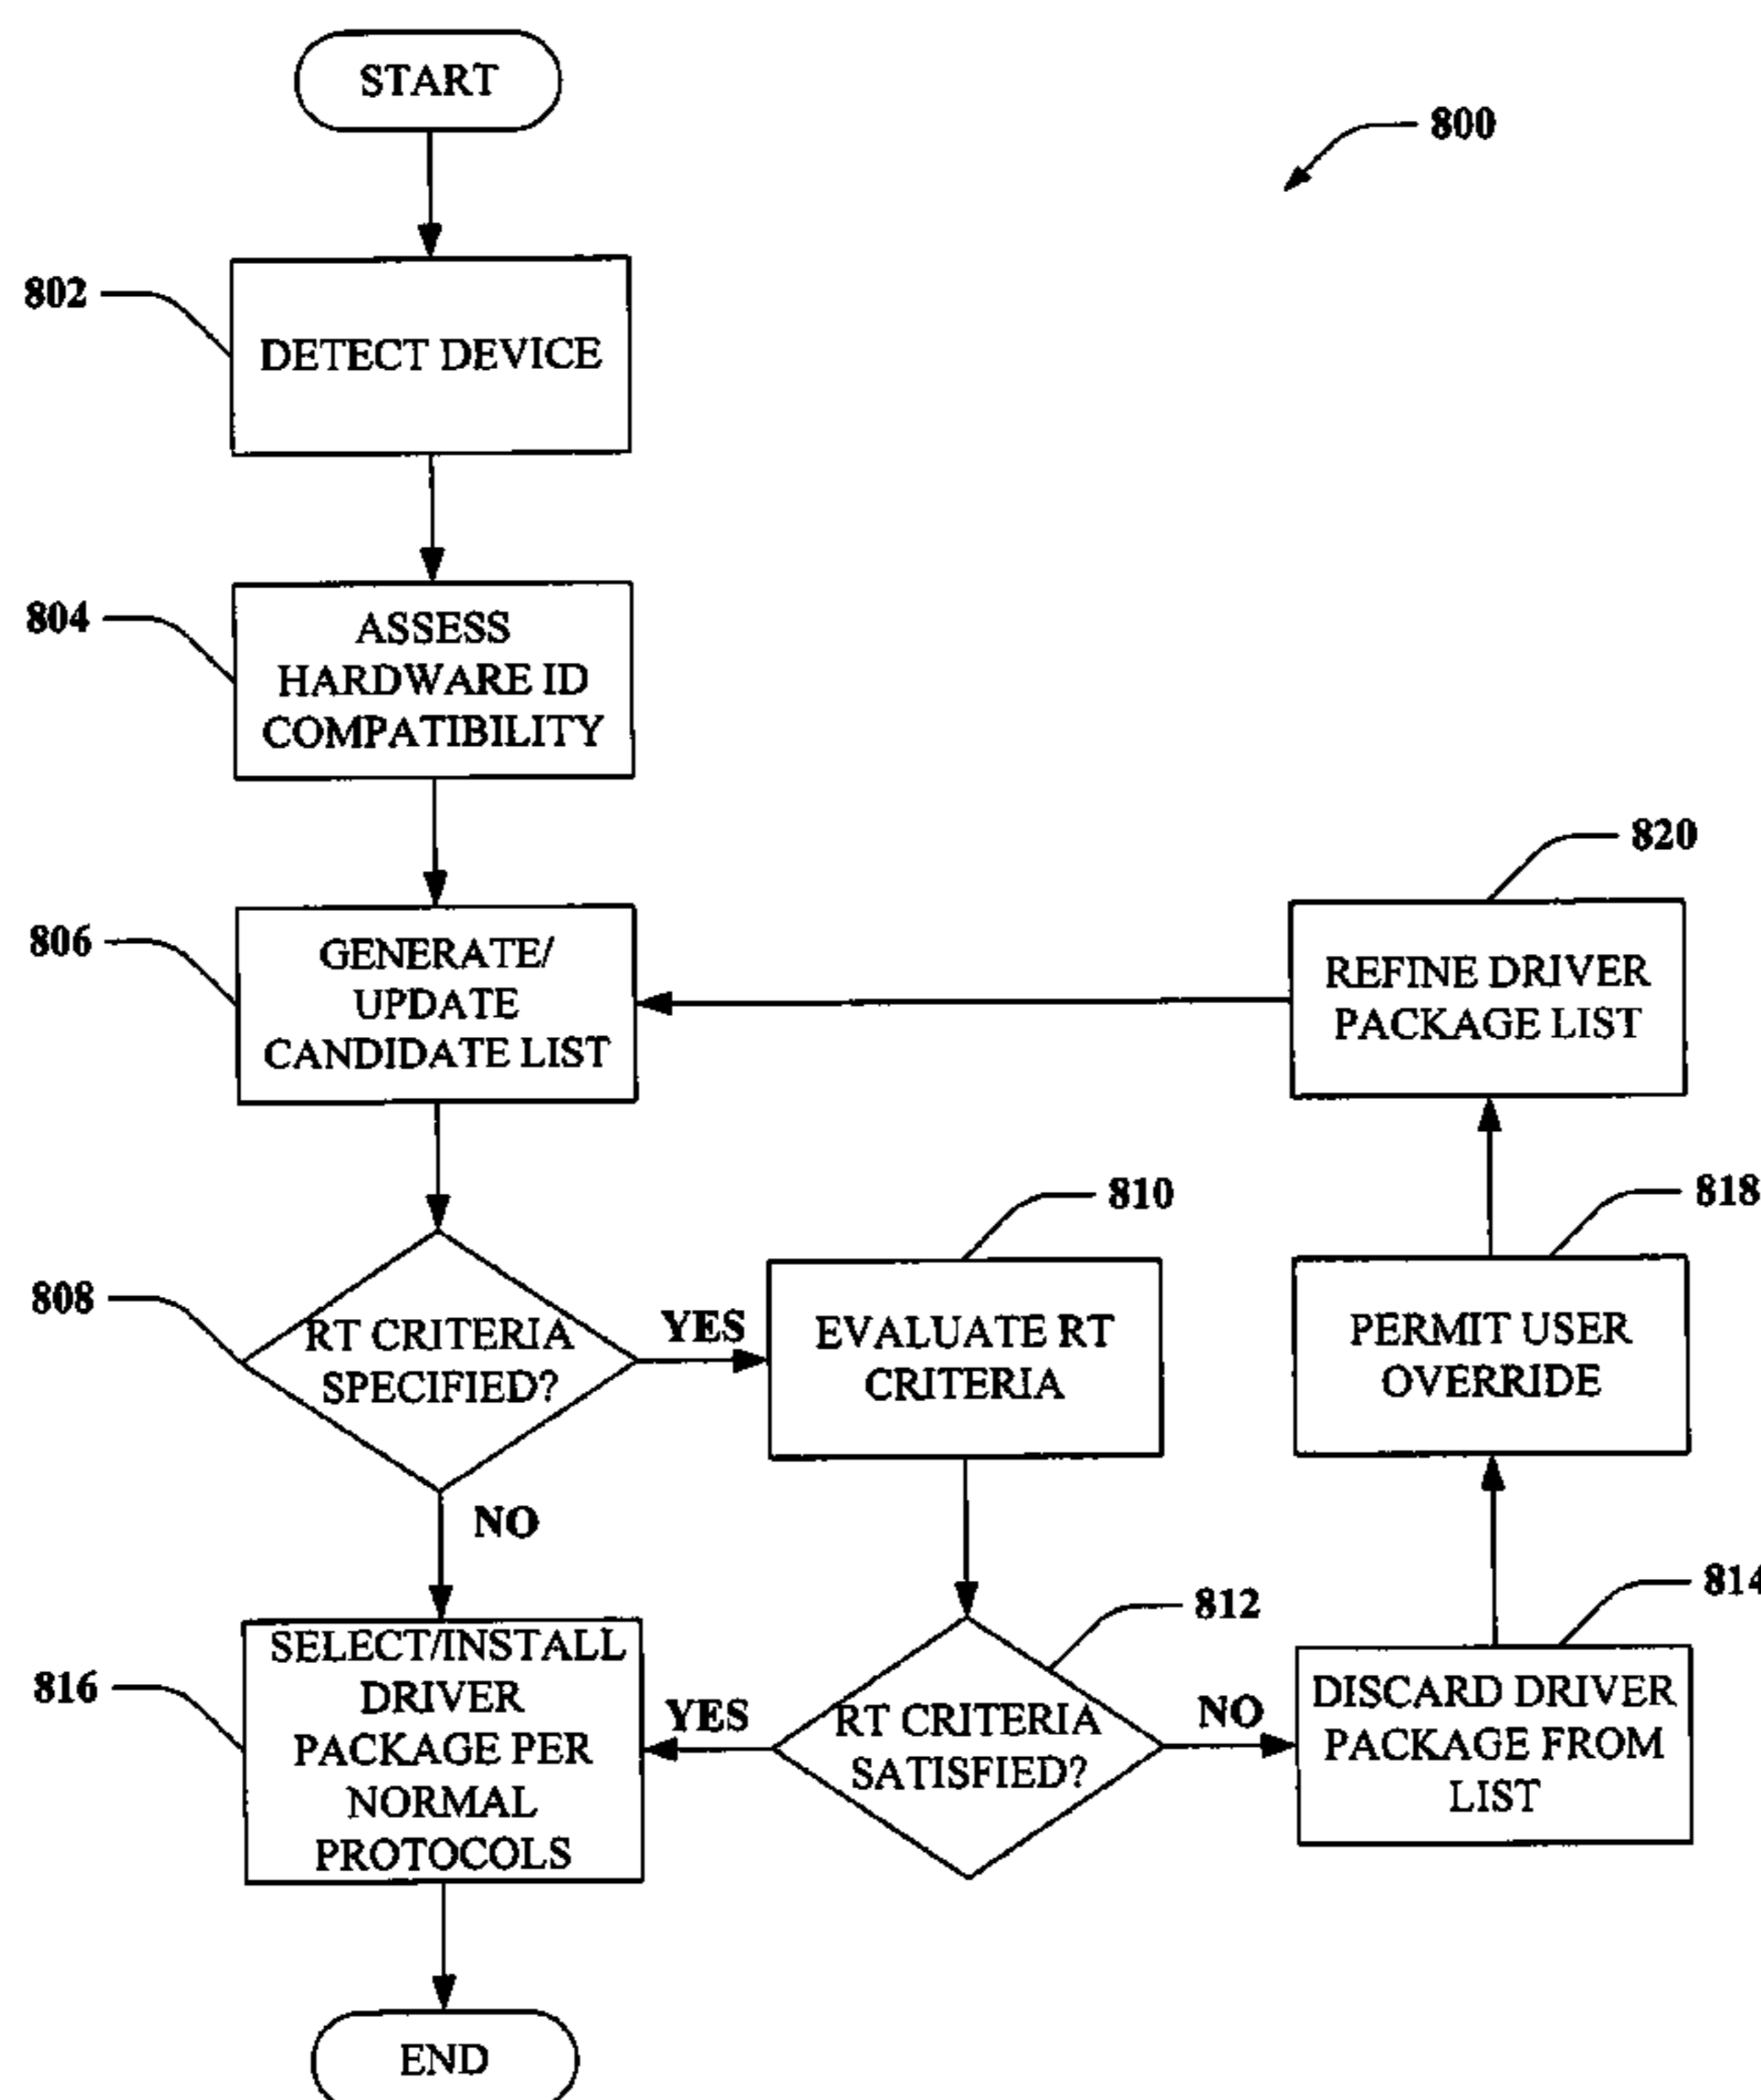 START
800
802
DETECT DEVICE
804
ASSESS
HARDWARE ID
COMPATIBILITY
820
806
GENERATE/
UPDATE
CANDIDATE LIST
REFINE DRIVER
PACKAGE LIST
810
818
808
RT CRITERIA
SPECIFIED?
YES
EVALUATE RT
CRITERIA
PERMIT USER
OVERRIDE
NO
812
814
816
SELECT/INSTALL
DRIVER
PACKAGE PER
NORMAL
PROTOCOLS
YES
RT CRITERIA
SATISFIED?
NO
DISCARD DRIVER
PACKAGE FROM
LIST
END